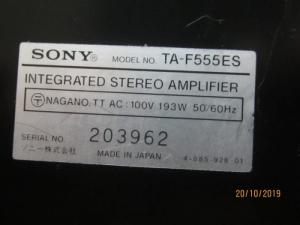 SONY® MODEL NO. TA-F555ES
INTEGRATED STEREO AMPLIFIER
〒 NAGANO.TT AC:100V 193W 50/60Hz
SERIAL NO. 203962
ソニー株式会社 MADE IN JAPAN 4-885-928-01
20/10/2019